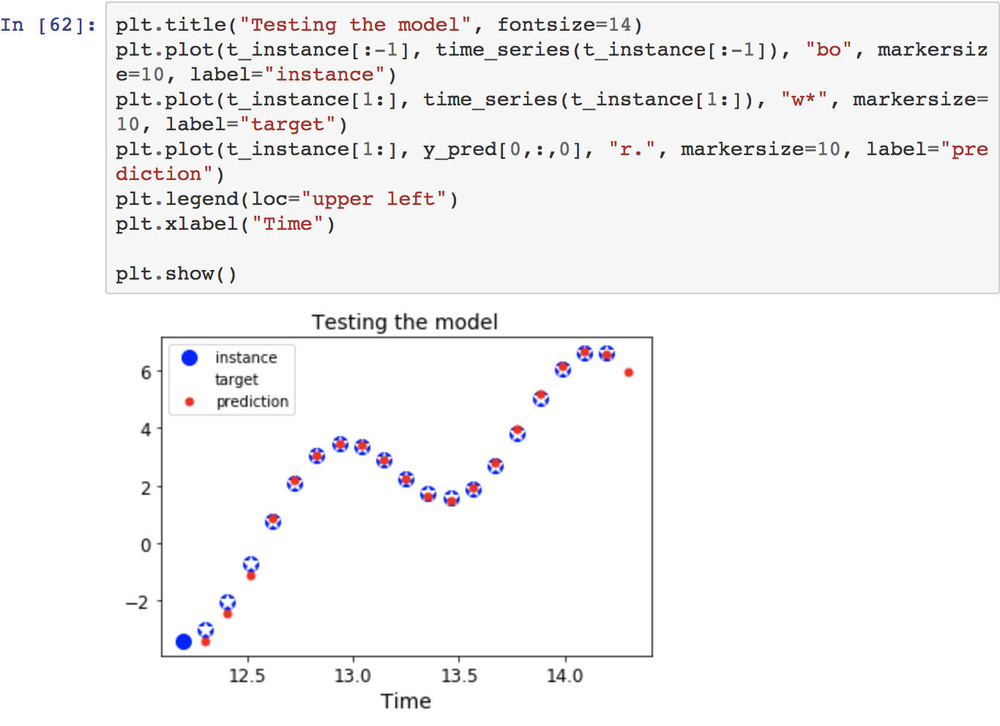 In [62]: plt.title("Testing the model", fontsize=14)
plt.plot(t_instance[:-1], time_series(t_instance[:-1]), "bo", markersiz
e=10, label="instance")
plt.plot(t_instance[1:], time_series(t_instance[1:]), "w*", markersize=
10, label="target")
plt.plot(t_instance[1:], y_pred[0,:,0], "r.", markersize=10, label="pre
diction")
plt.legend(loc="upper left")
plt.xlabel("Time")
plt.show()
Testing the model
instance
target
prediction
6
4
2
0
−2
12.5 13.0 13.5 14.0
Time